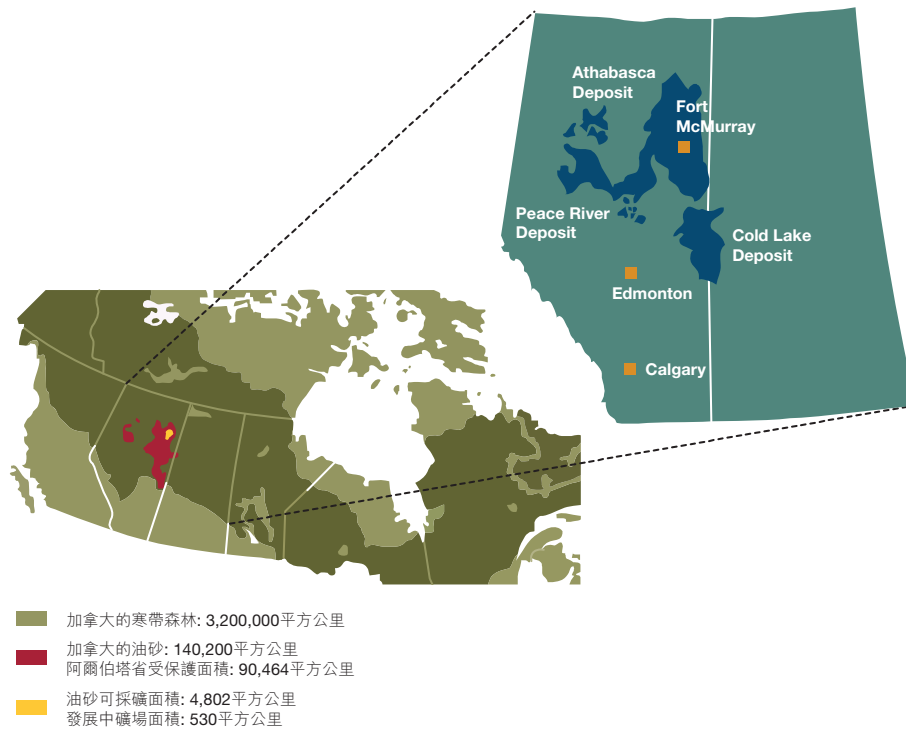 Athabasca
Deposit
Fort
McMurray
Peace River
Deposit
Cold Lake
Deposit
Edmonton
Calgary
加拿大的寒帶森林: 3,200,000平方公里
加拿大的油砂: 140,200平方公里
阿爾伯塔省受保護面積: 90,464平方公里
油砂可採礦面積: 4,802平方公里
發展中礦場面積: 530平方公里